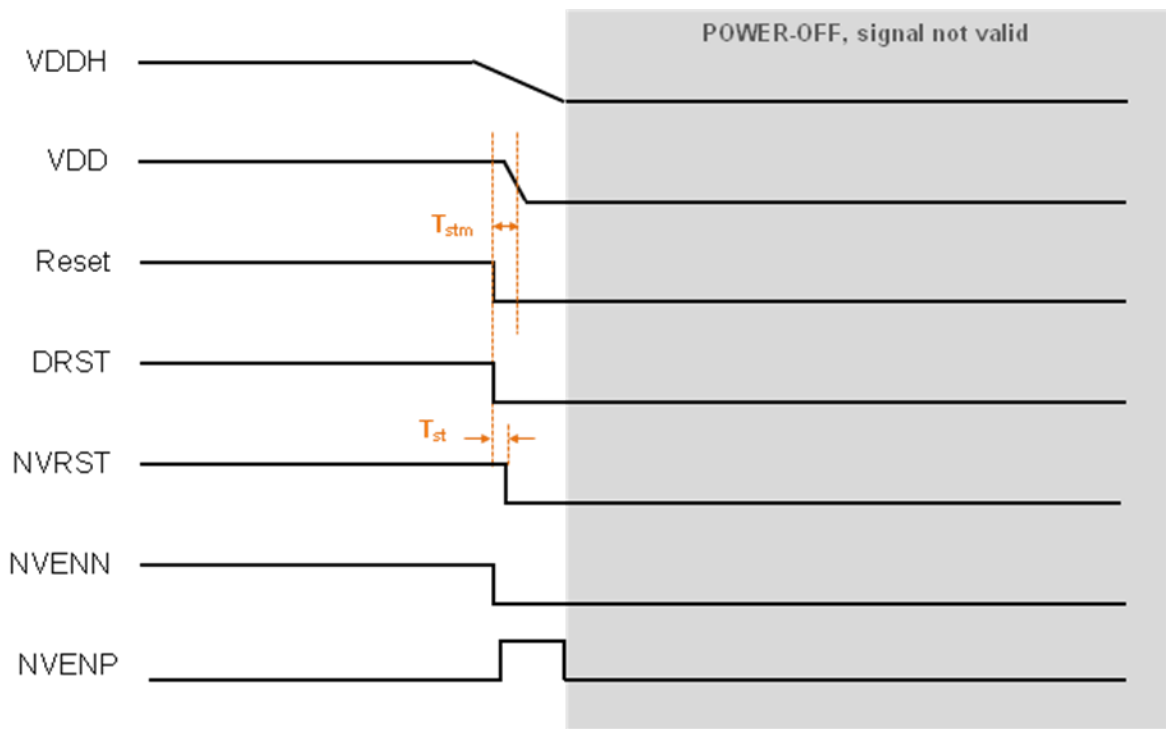 POWER-OFF, signal not valid
VDDH
VDD
Tstm
Reset
DRST
Tst
NVRST
NVENN
NVENP